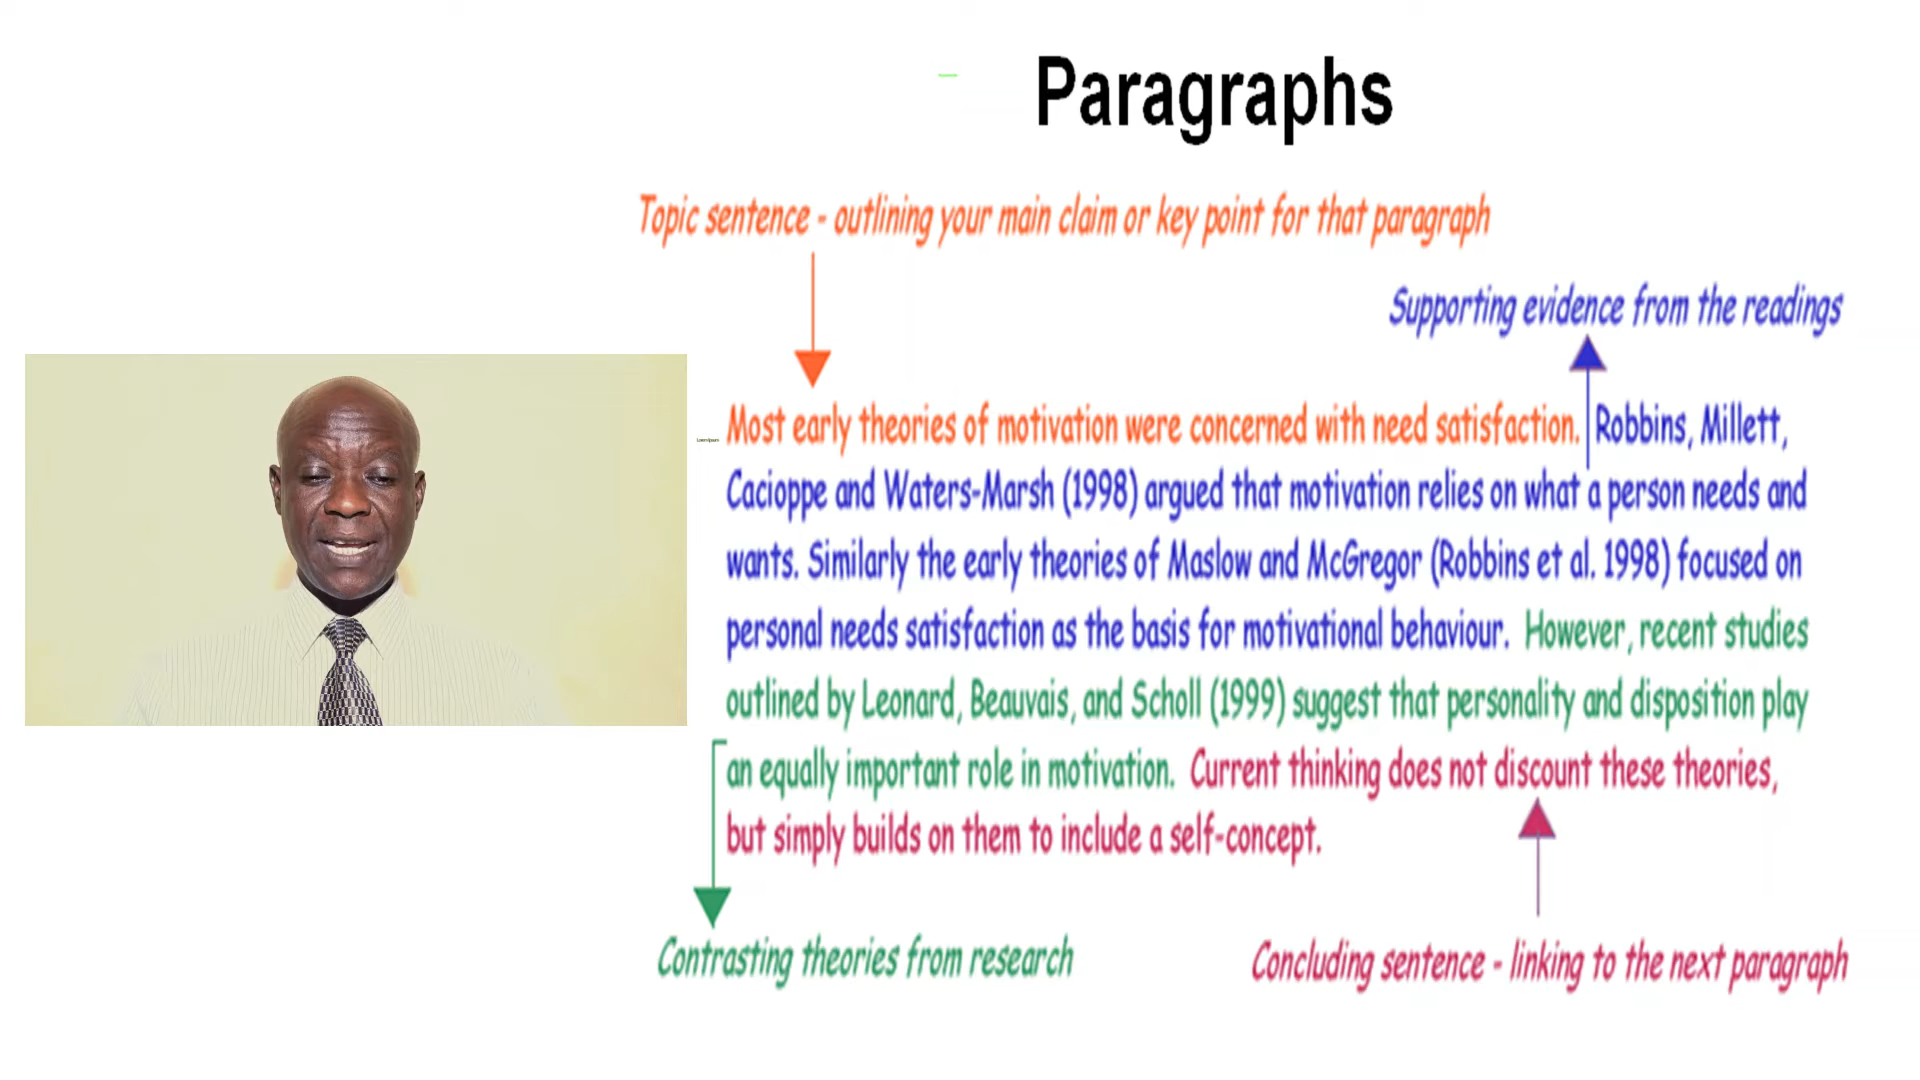 Paragraphs
Topic sentence - outlining your main claim or key point for that paragraph
Supporting evidence from the readings
Most early theories of motivation were concerned with need satisfaction. Robbins, Millett,
Cacioppe and Waters-Marsh (1998) argued that motivation relies on what a person needs and
wants. Similarly the early theories of Maslow and McGregor (Robbins et al. 1998) focused on
personal needs satisfaction as the basis for motivational behaviour. However, recent studies
outlined by Leonard, Beauvais, and Scholl (1999) suggest that personality and disposition play
an equally important role in motivation. Current thinking does not discount these theories,
but simply builds on them to include a self-concept.
Contrasting theories from research
Concluding sentence - linking to the next paragraph